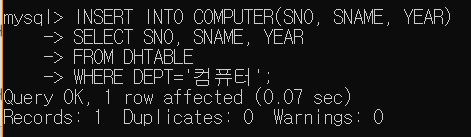 mysql> INSERT INTO COMPUTER(SNO, SNAME, YEAR)
-> SELECT SNO, SNAME, YEAR
-> FROM DHTABLE
-> WHERE DEPT='컴퓨터';
Query OK, 1 row affected (0.07 sec)
Records: 1  Duplicates: 0  Warnings: 0